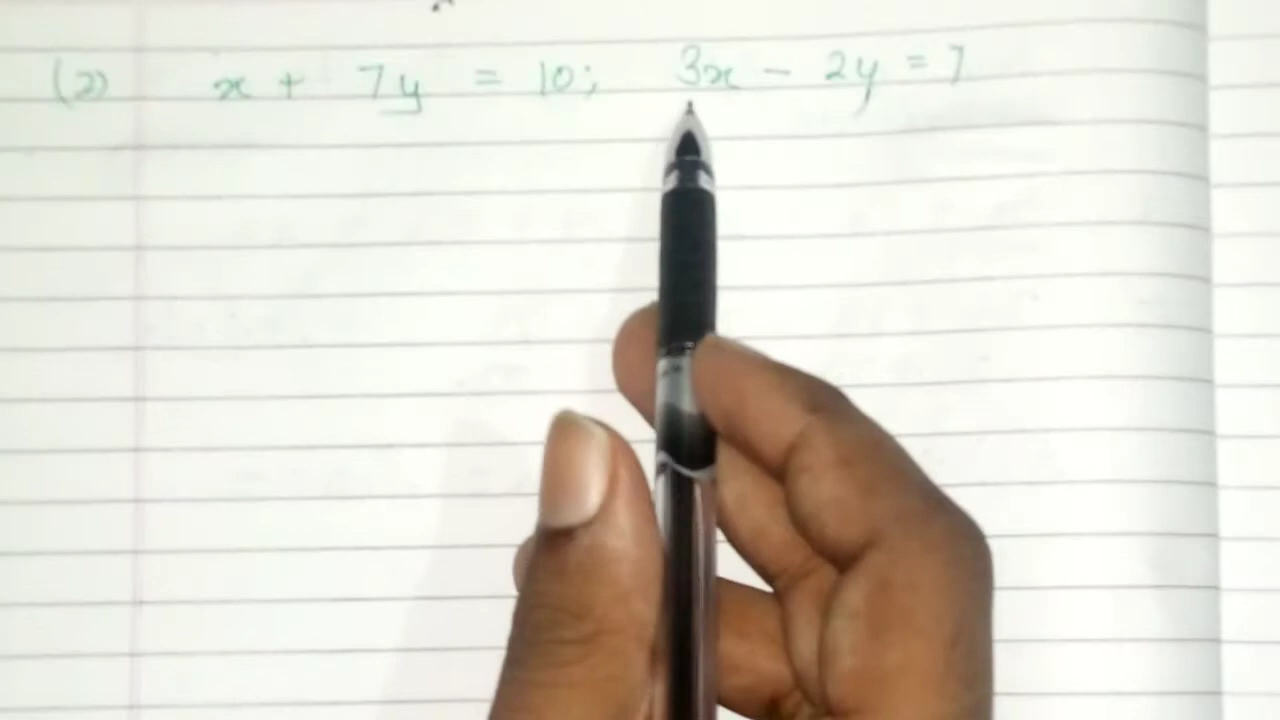 (2) x + 7y = 10; 3x - 2y = 7